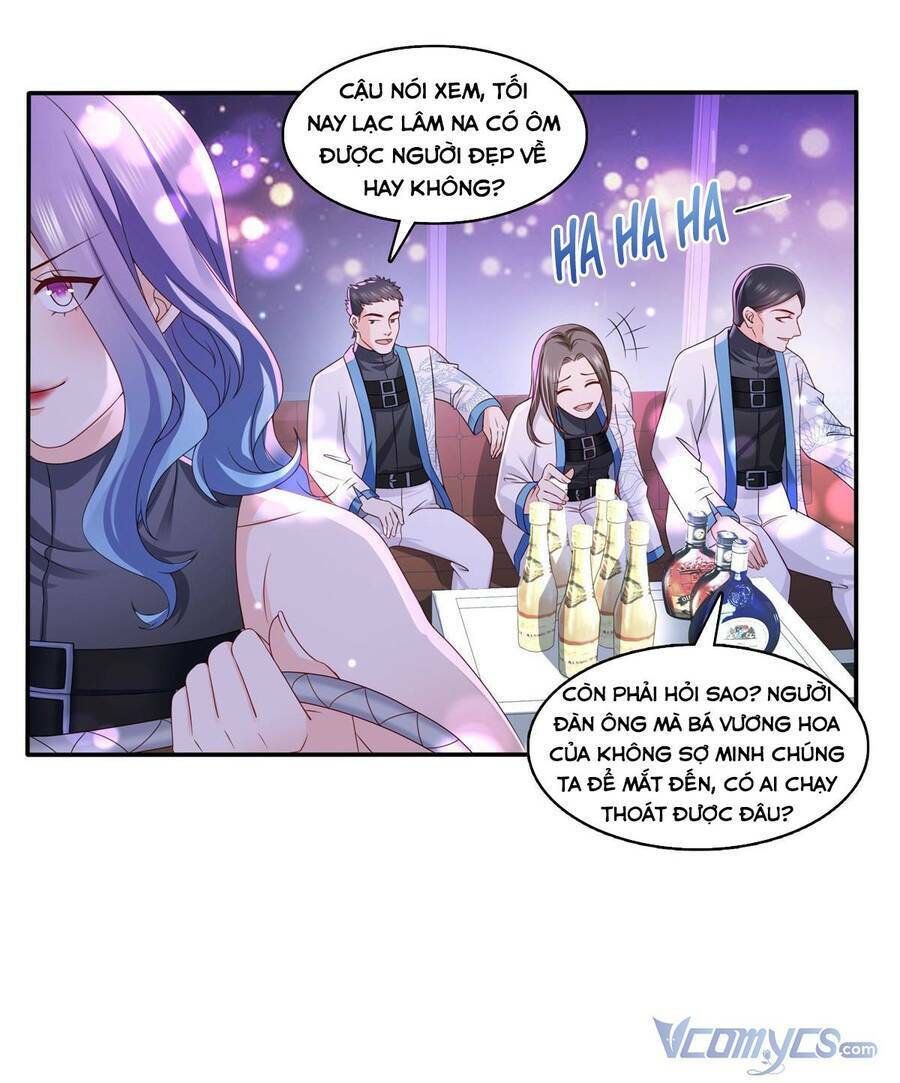 CẬU NÓI XEM, TỐI
NAY LẠC LÂM NA CÓ ÔM
ĐƯỢC NGƯỜI ĐẸP VỀ
HAY KHÔNG?
HA HA HA
CÒN PHẢI HỎI SAO? NGƯỜI
ĐÀN ÔNG MÀ BÁ VƯƠNG HOA
CỦA KHÔNG SỢ MINH CHÚNG
TA ĐỂ MẮT ĐẾN, CÓ AI CHẠY
THOÁT ĐƯỢC ĐÂU?
Vcomycs.com